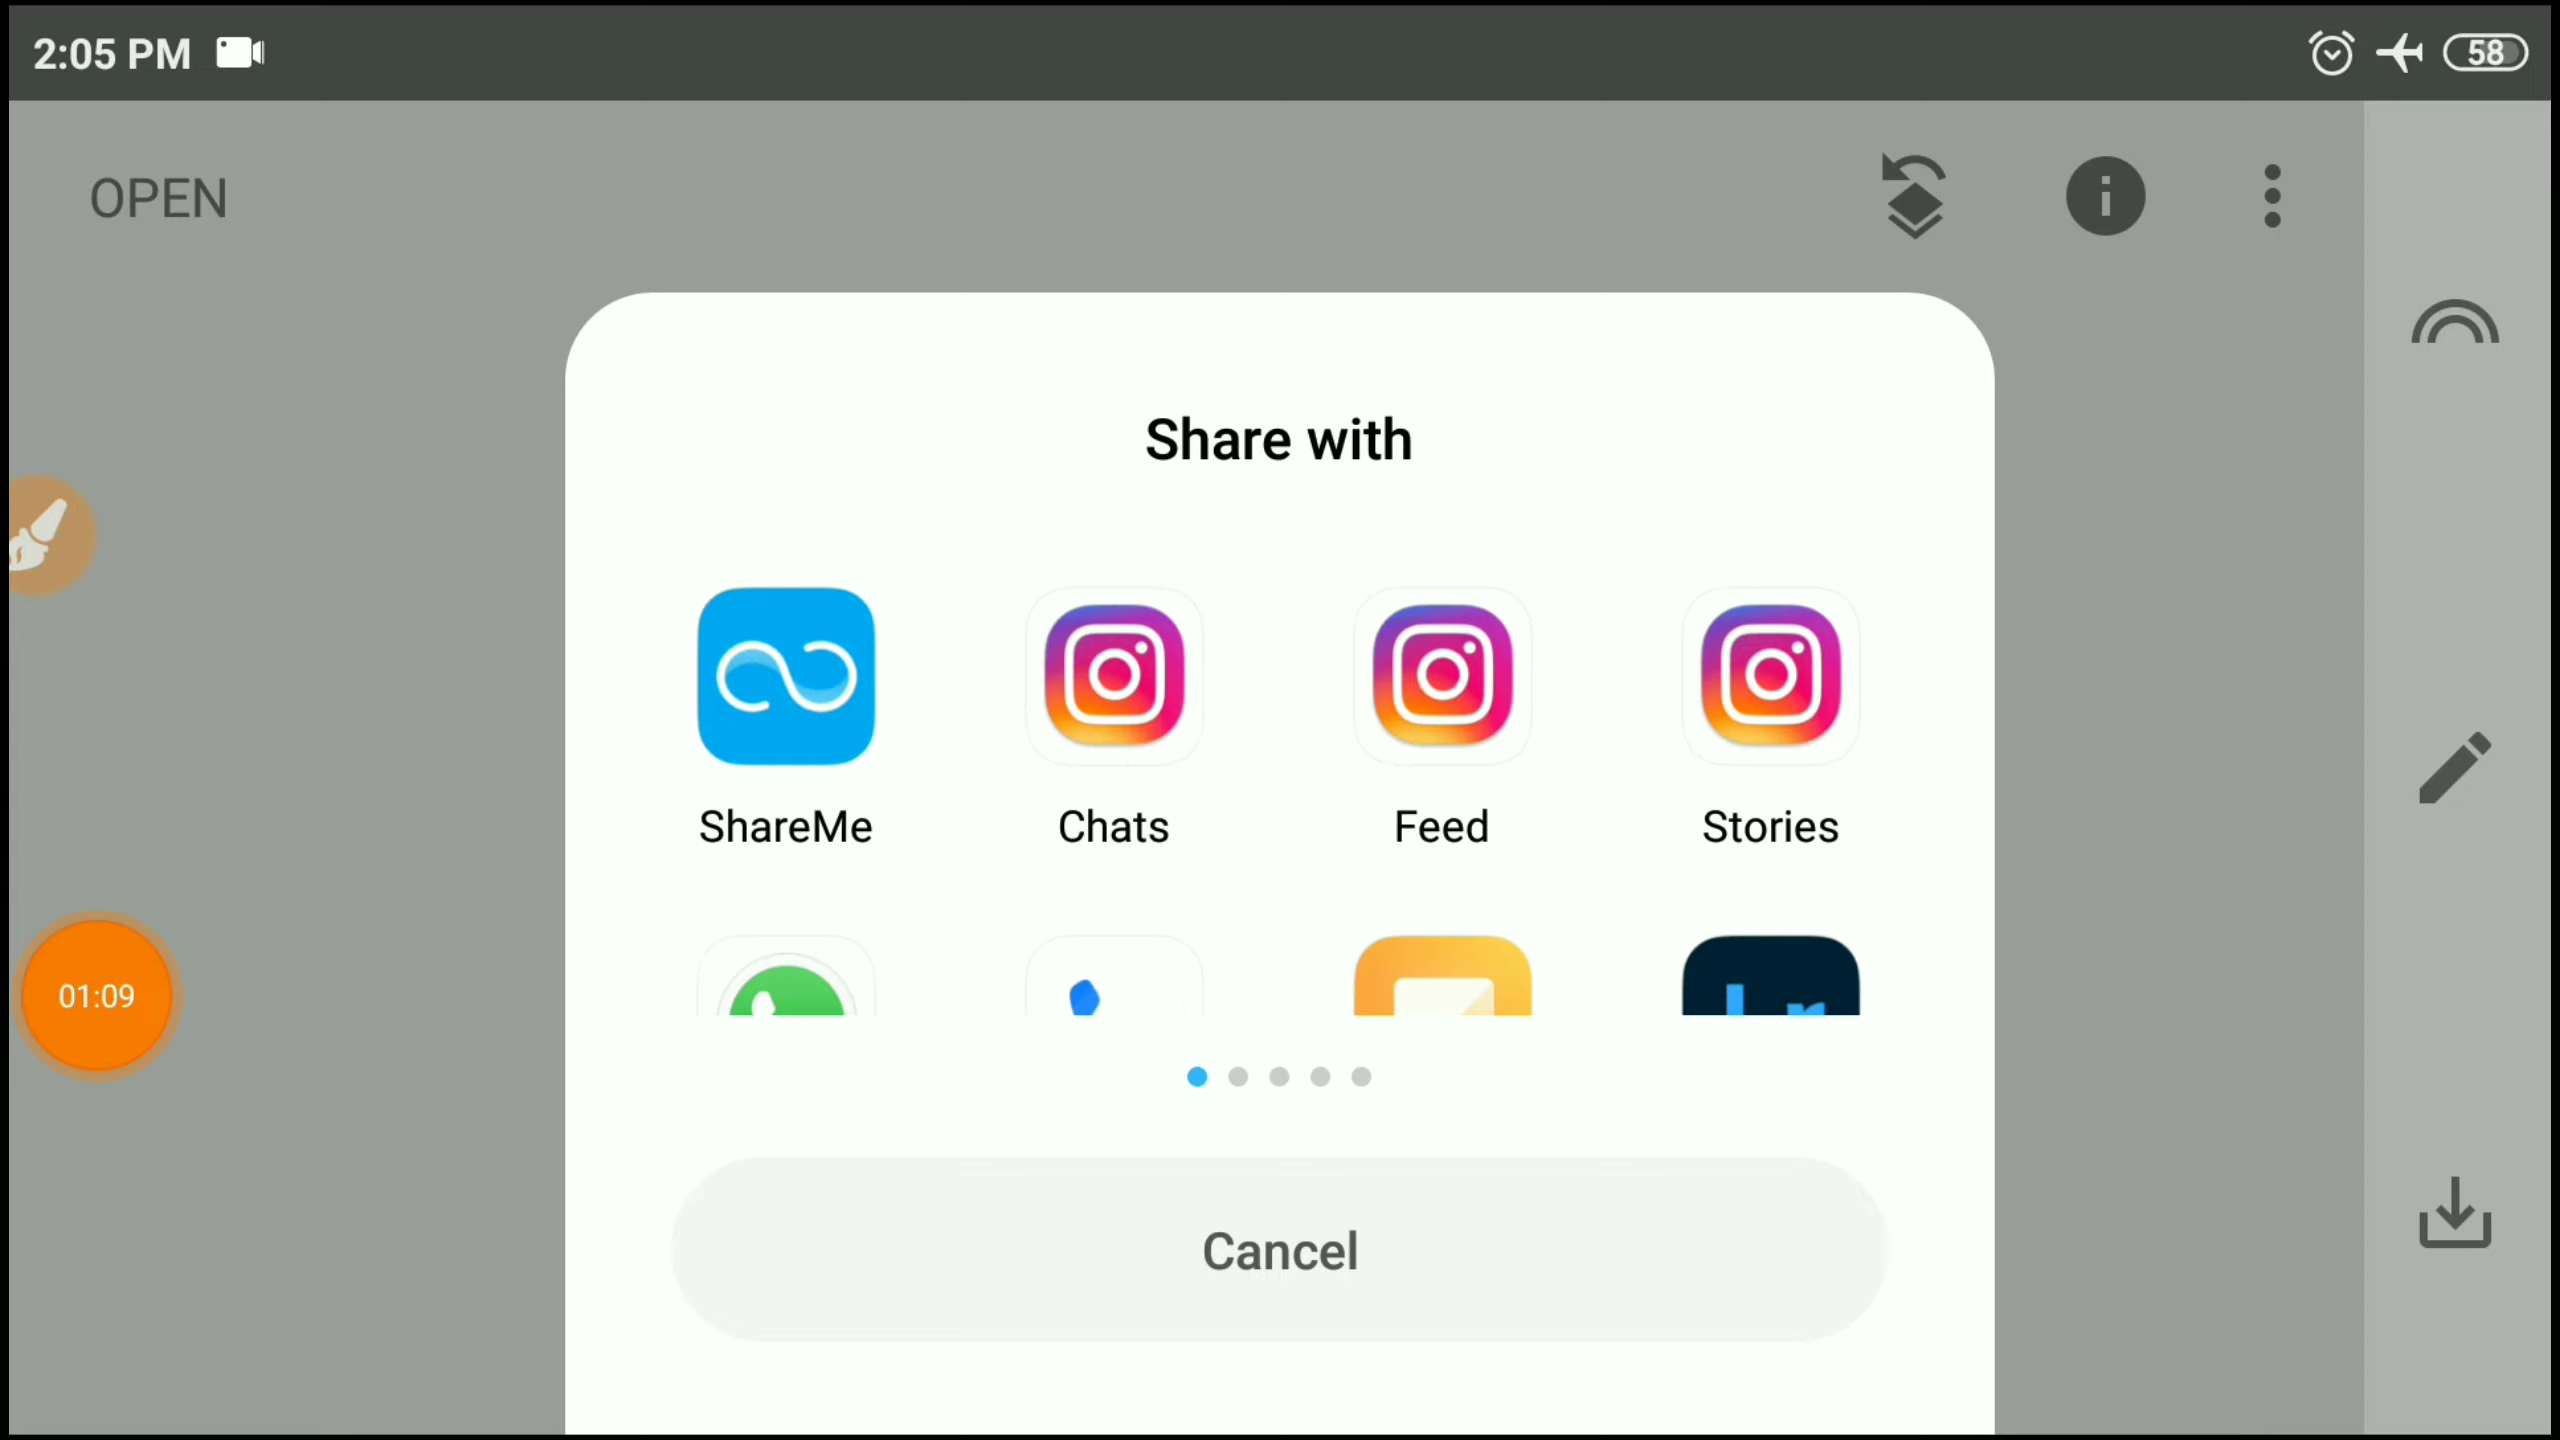 2:05 PM
58
OPEN
Share with
ShareMe
Chats
Feed
Stories
01:09
Cancel